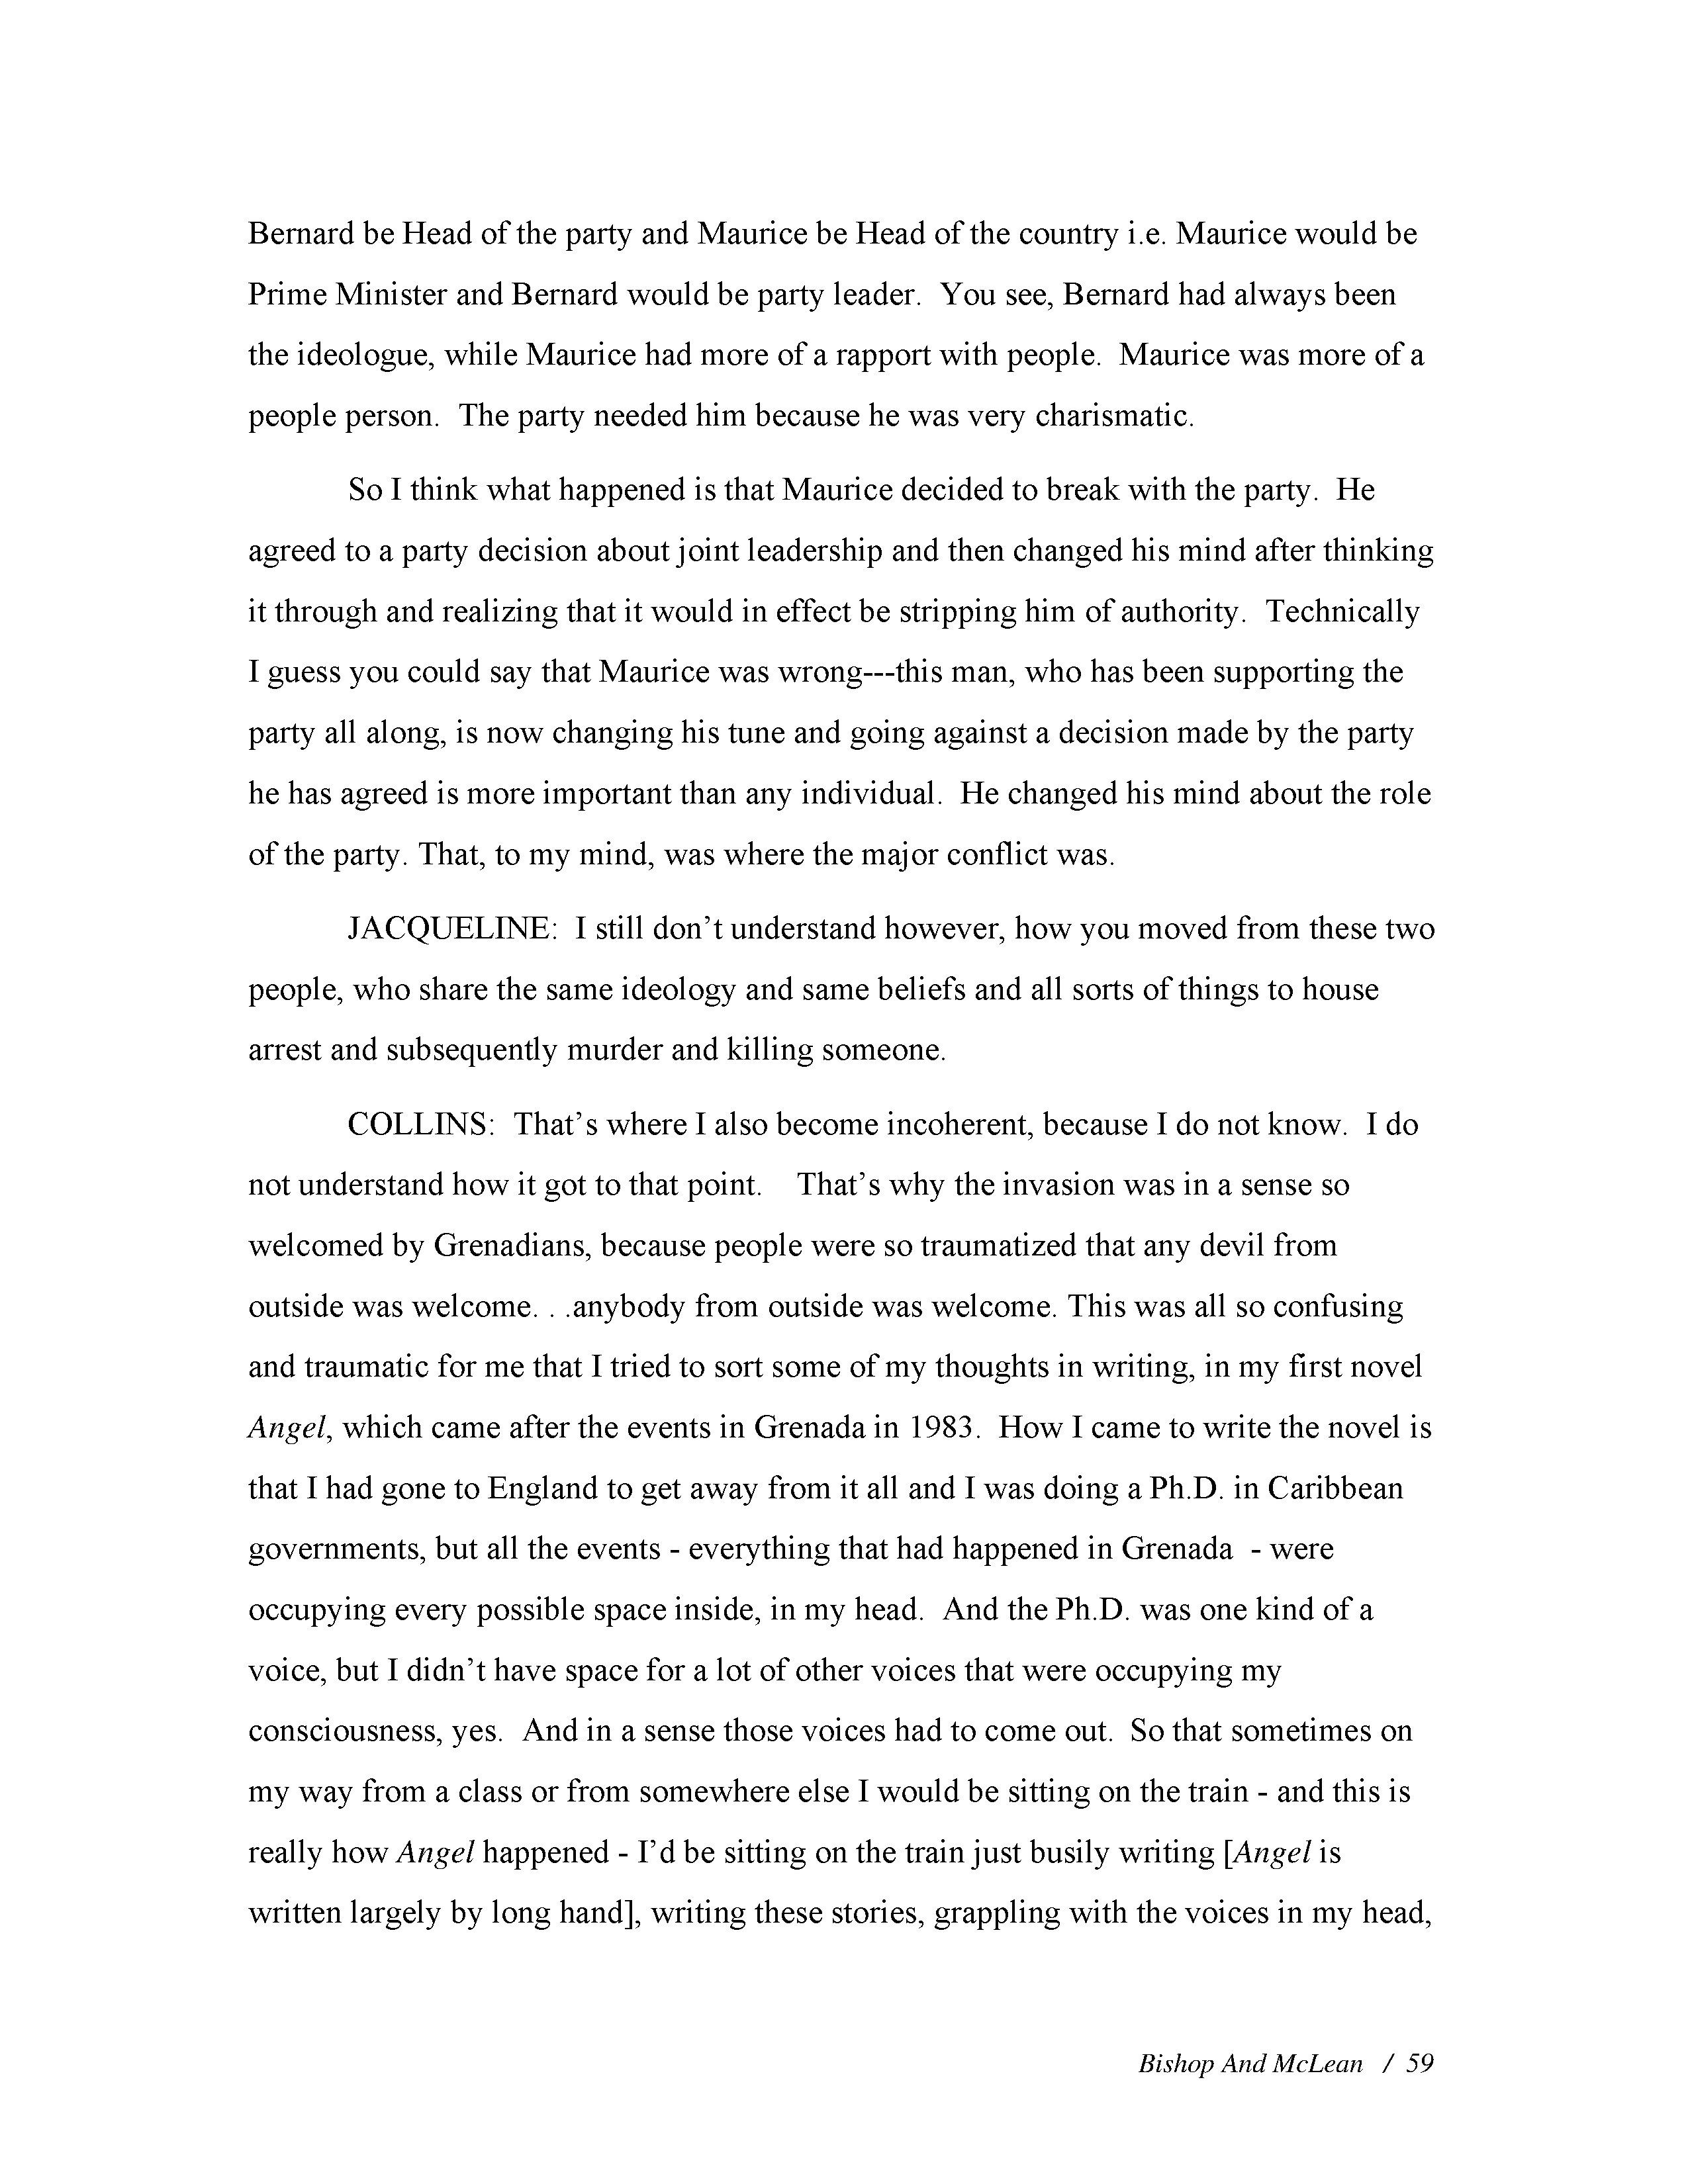 Bernard be Head of the party and Maurice be Head of the country i.e. Maurice would be
Prime Minister and Bernard would be party leader.  You see, Bernard had always been
the ideologue, while Maurice had more of a rapport with people.  Maurice was more of a
people person.  The party needed him because he was very charismatic.
So I think what happened is that Maurice decided to break with the party.  He
agreed to a party decision about joint leadership and then changed his mind after thinking
it through and realizing that it would in effect be stripping him of authority.  Technically
I guess you could say that Maurice was wrong---this man, who has been supporting the
party all along, is now changing his tune and going against a decision made by the party
he has agreed is more important than any individual.  He changed his mind about the role
of the party. That, to my mind, was where the major conflict was.
JACQUELINE:  I still don’t understand however, how you moved from these two
people, who share the same ideology and same beliefs and all sorts of things to house
arrest and subsequently murder and killing someone.
COLLINS:  That’s where I also become incoherent, because I do not know.  I do
not understand how it got to that point.    That’s why the invasion was in a sense so
welcomed by Grenadians, because people were so traumatized that any devil from
outside was welcome. . .anybody from outside was welcome. This was all so confusing
and traumatic for me that I tried to sort some of my thoughts in writing, in my first novel
Angel, which came after the events in Grenada in 1983.  How I came to write the novel is
that I had gone to England to get away from it all and I was doing a Ph.D. in Caribbean
governments, but all the events - everything that had happened in Grenada  - were
occupying every possible space inside, in my head.  And the Ph.D. was one kind of a
voice, but I didn’t have space for a lot of other voices that were occupying my
consciousness, yes.  And in a sense those voices had to come out.  So that sometimes on
my way from a class or from somewhere else I would be sitting on the train - and this is
really how Angel happened - I’d be sitting on the train just busily writing [Angel is
written largely by long hand], writing these stories, grappling with the voices in my head,
Bishop And McLean  /  59